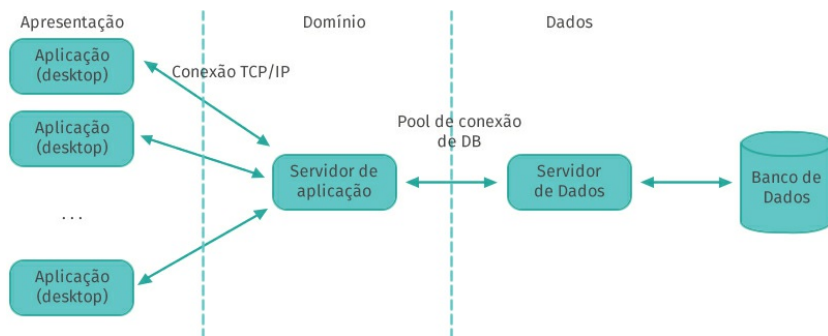 Apresentação
Domínio
Dados
Aplicação
(desktop)
Conexão TCP/IP
Aplicação
(desktop)
Pool de conexão
de DB
Servidor de
aplicação
Servidor
de Dados
Banco de
Dados
...
Aplicação
(desktop)